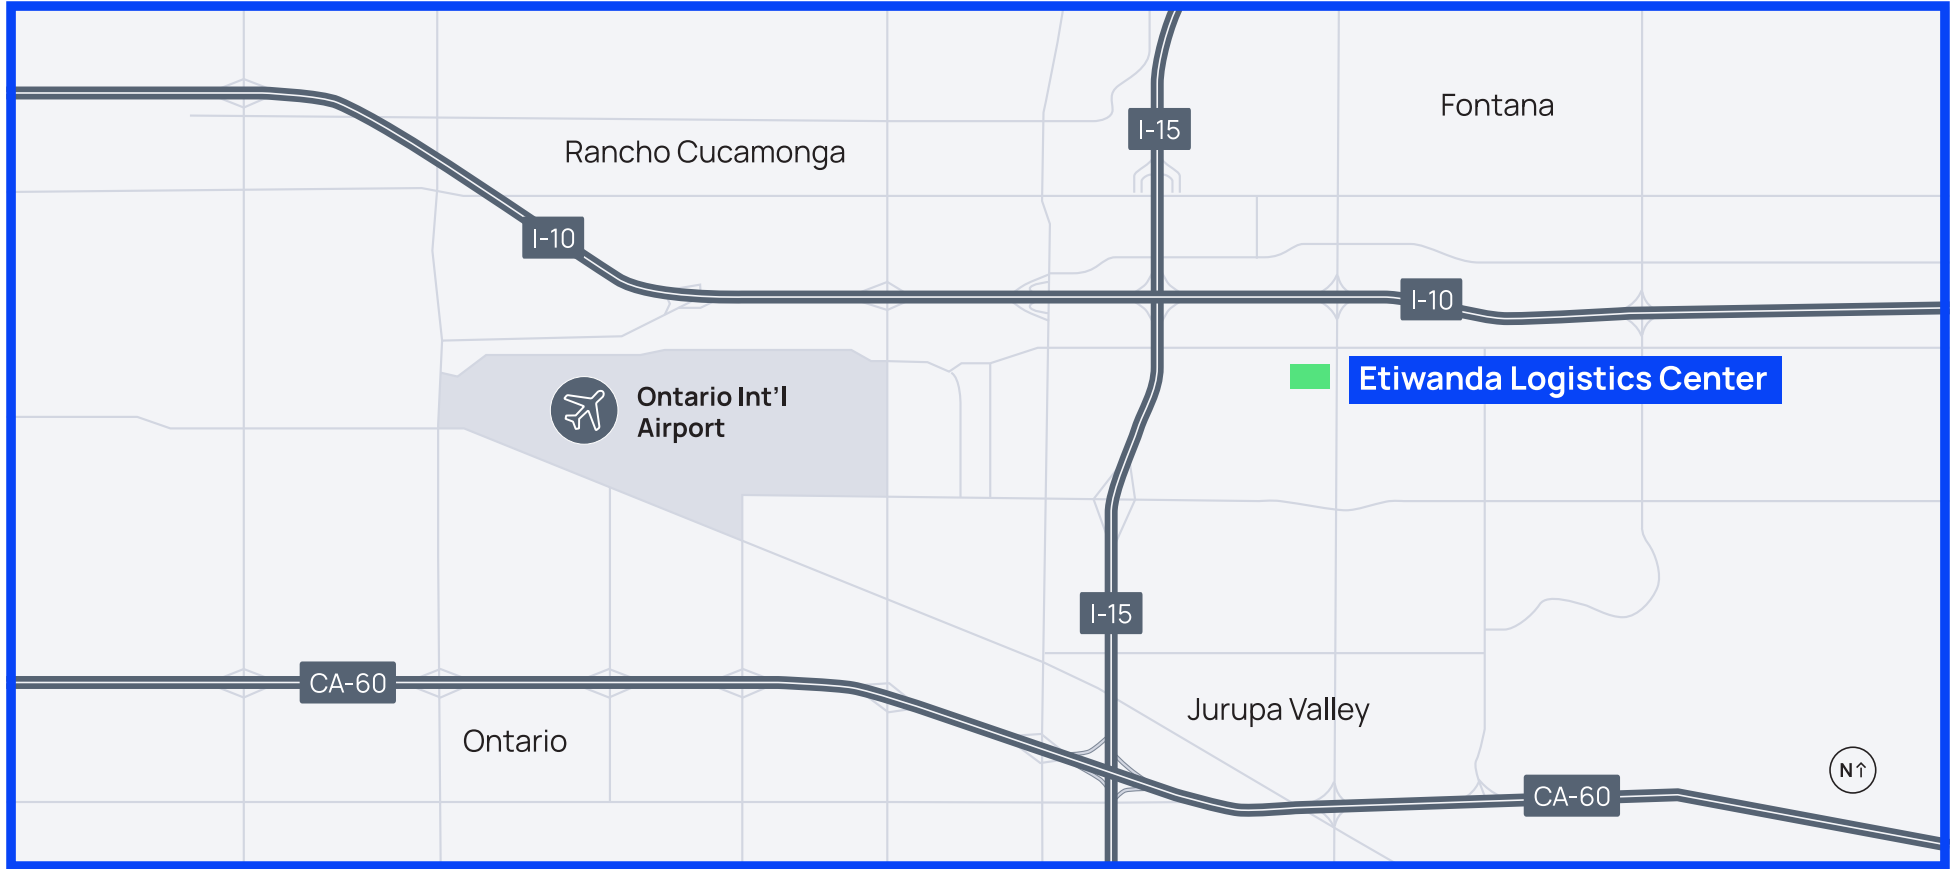 I-15
Fontana
Rancho Cucamonga
I-10
I-10
Etiwanda Logistics Center
Ontario Int’l
Airport
I-15
CA-60
Jurupa Valley
Ontario
N↑
CA-60